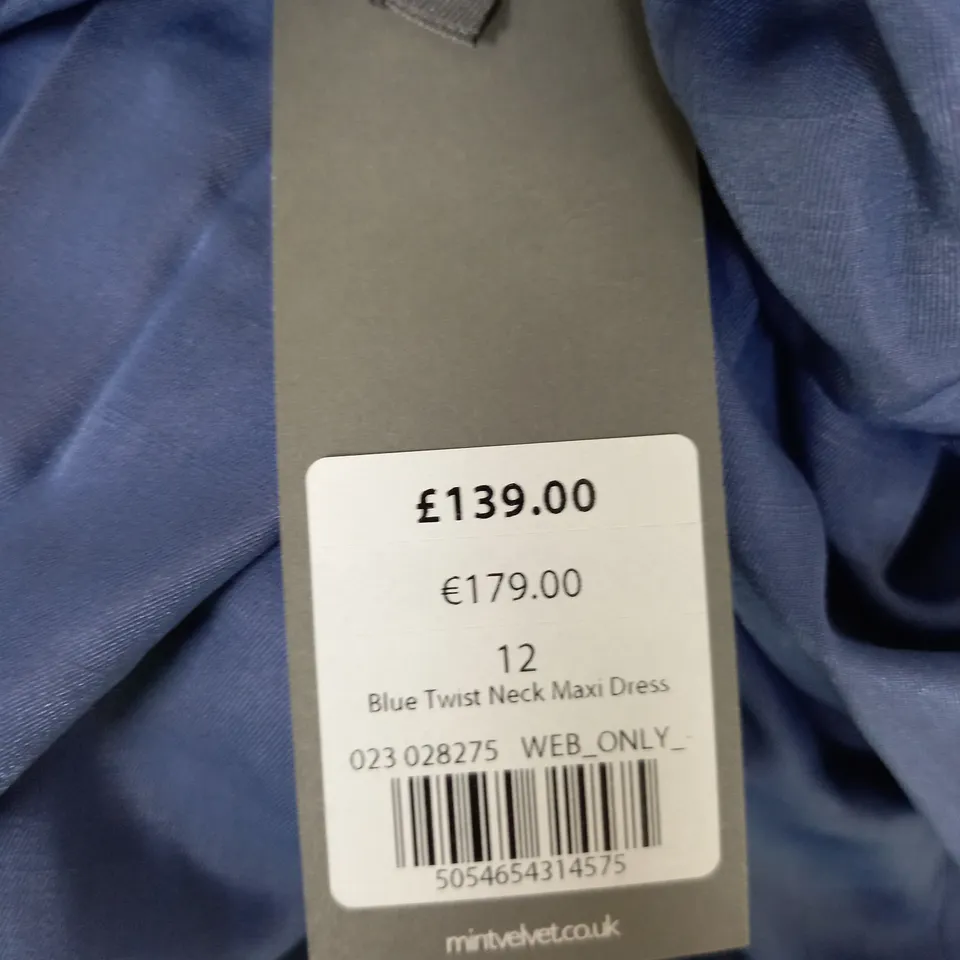 £139.00
€179.00
12
Blue Twist Neck Maxi Dress
023 028275 WEB_ONLY_-
5054654314575
mintvelvet.co.uk